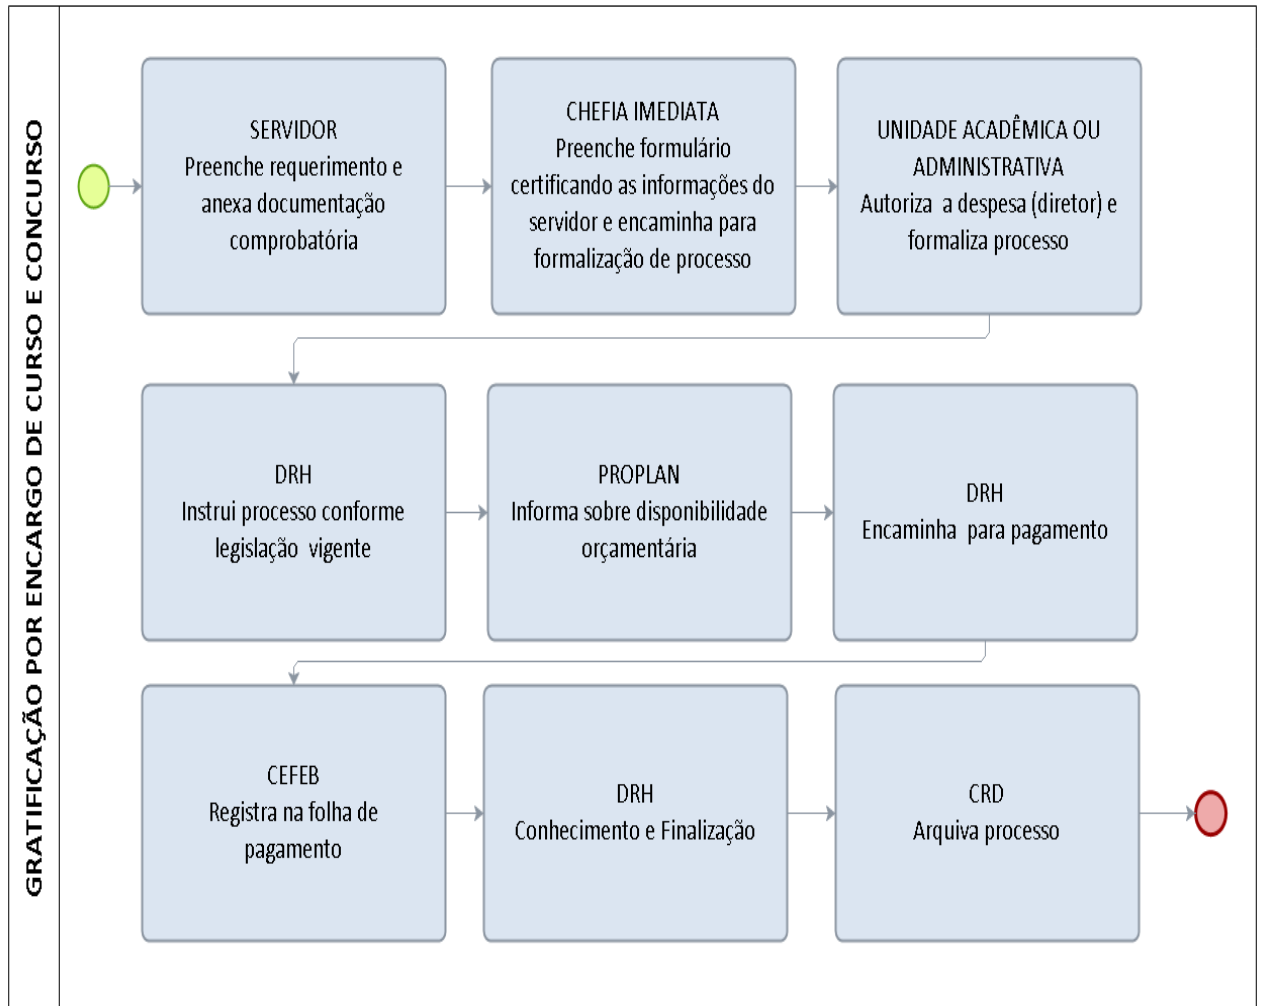 GRATIFICAÇÃO POR ENCARGO DE CURSO E CONCURSO
SERVIDOR
Preenche requerimento e
anexa documentação
comprobatória
CHEFIA IMEDIATA
Preenche formulário
certificando as informações do
servidor e encaminha para
formalização de processo
UNIDADE ACADÊMICA OU
ADMINISTRATIVA
Autoriza a despesa (diretor) e
formaliza processo
DRH
Instrui processo conforme
legislação vigente
PROPLAN
Informa sobre disponibilidade
orçamentária
DRH
Encaminha para pagamento
CEFEB
Registra na folha de
pagamento
DRH
Conhecimento e Finalização
CRD
Arquiva processo